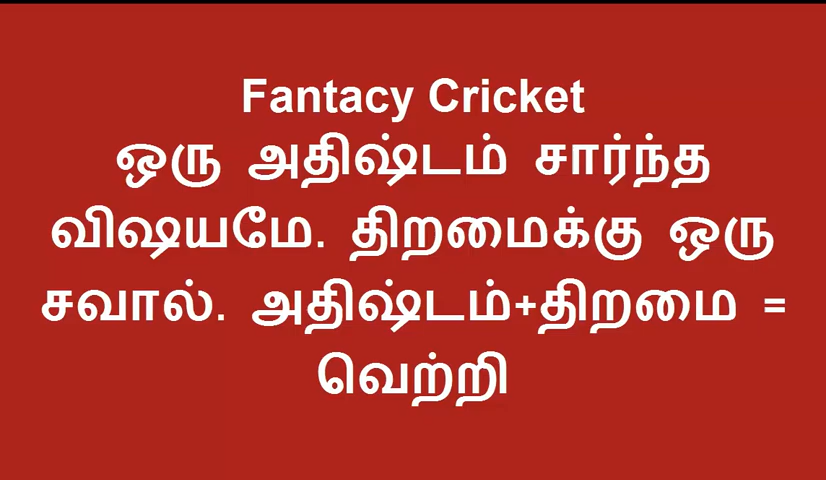 Fantacy Cricket
ஒரு அதிஷ்டம் சார்ந்த
விஷயமே. திறமைக்கு ஒரு
சவால். அதிஷ்டம்+திறமை =
வெற்றி